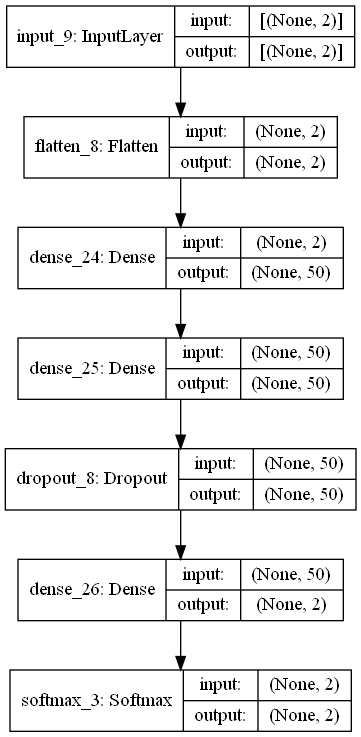 input_9: InputLayer
input: [(None, 2)]
output: [(None, 2)]
flatten_8: Flatten
input: (None, 2)
output: (None, 2)
dense_24: Dense
input: (None, 2)
output: (None, 50)
dense_25: Dense
input: (None, 50)
output: (None, 50)
dropout_8: Dropout
input: (None, 50)
output: (None, 50)
dense_26: Dense
input: (None, 50)
output: (None, 2)
softmax_3: Softmax
input: (None, 2)
output: (None, 2)